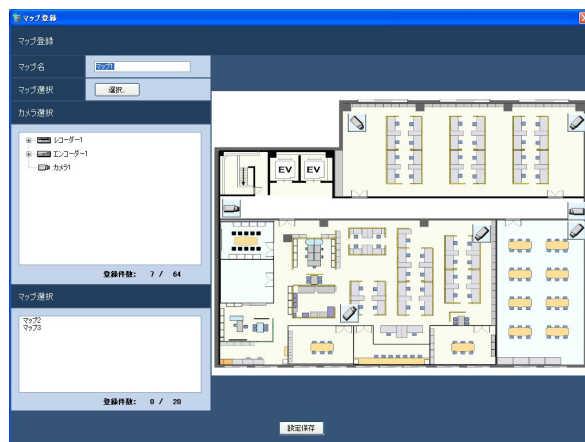 マップ登録
マップ登録
マップ名
マップ1
マップ選択
選択.
カメラ選択
レコーダー1
エンコーダー1
カメラ1
登録件数: 7 / 64
マップ選択
マップ2
マップ3
登録件数: 0 / 20
EV
EV
設定保存